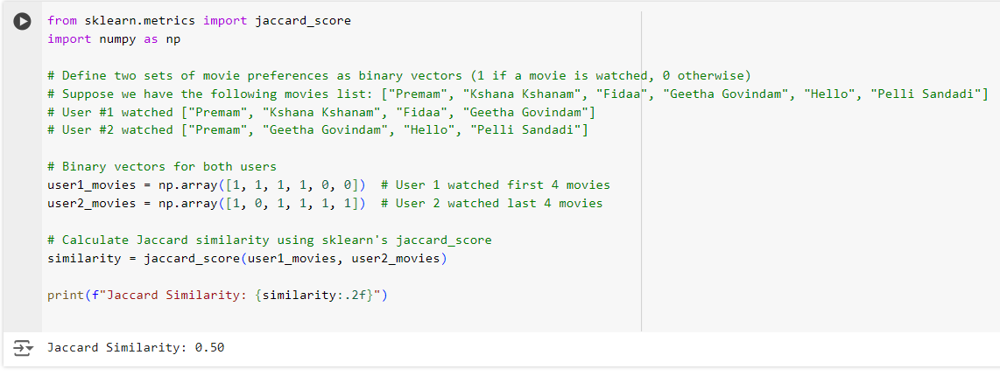 from sklearn.metrics import jaccard_score
import numpy as np
# Define two sets of movie preferences as binary vectors (1 if a movie is watched, 0 otherwise)
# Suppose we have the following movies list: ["Premam", "Kshana Kshanam", "Fidaa", "Geetha Govindam", "Hello", "Pelli Sandadi"]
# User #1 watched ["Premam", "Kshana Kshanam", "Fidaa", "Geetha Govindam"]
# User #2 watched ["Premam", "Geetha Govindam", "Hello", "Pelli Sandadi"]
# Binary vectors for both users
user1_movies = np.array([1, 1, 1, 1, 0, 0])  # User 1 watched first 4 movies
user2_movies = np.array([1, 0, 1, 1, 1, 1])  # User 2 watched last 4 movies
# Calculate Jaccard similarity using sklearn's jaccard_score
similarity = jaccard_score(user1_movies, user2_movies)
print(f"Jaccard Similarity: {similarity:.2f}")
Jaccard Similarity: 0.50